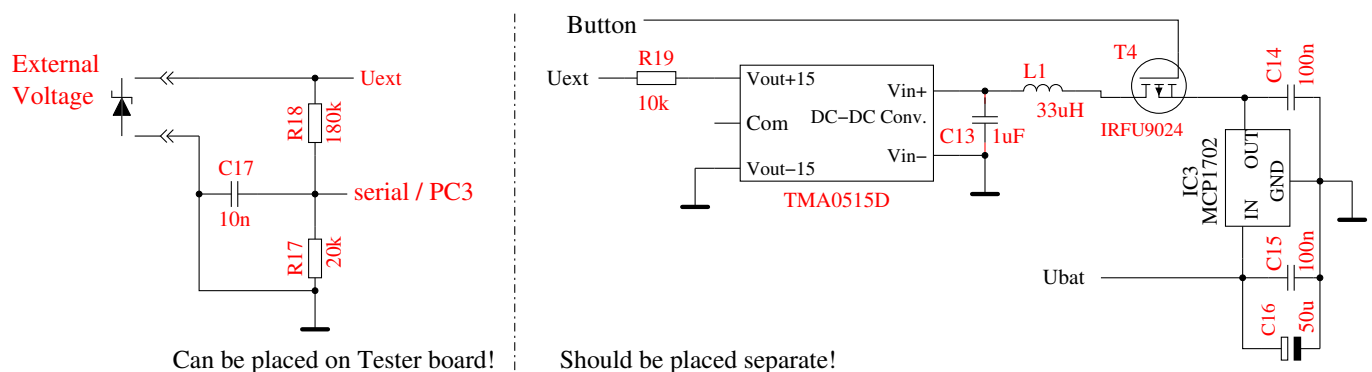 External
Voltage
Uext
R18
180k
C17
10n
serial / PC3
R17
20k
Can be placed on Tester board!
Button
Uext
R19
10k
Vout+15
Com
Vout−15
Vin+
DC−DC Conv.
Vin−
TMA0515D
C13
1uF
L1
33uH
T4
IRFU9024
C14
100n
IC3
MCP1702
OUT
IN
GND
Ubat
C15
100n
C16
50u
Should be placed separate!